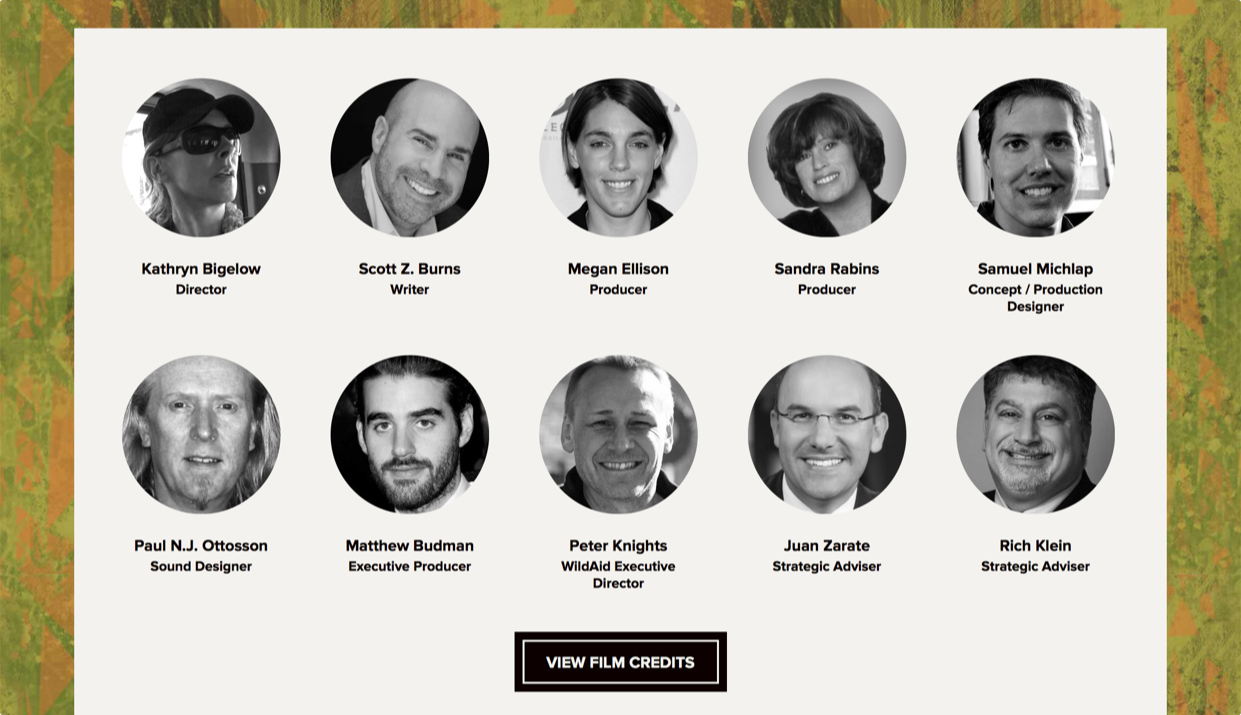 Kathryn Bigelow
Director
Scott Z. Burns
Writer
Megan Ellison
Producer
Sandra Rabins
Producer
Samuel Michlap
Concept / Production
Designer
Paul N.J. Ottosson
Sound Designer
Matthew Budman
Executive Producer
Peter Knights
WildAid Executive
Director
Juan Zarate
Strategic Adviser
Rich Klein
Strategic Adviser
VIEW FILM CREDITS